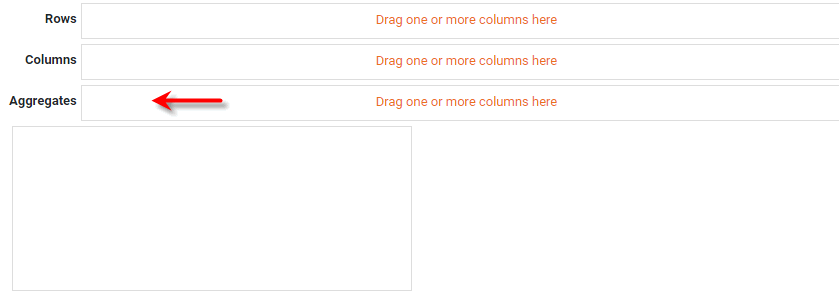 Rows Drag one or more columns here
Columns Drag one or more columns here
Aggregates Drag one or more columns here